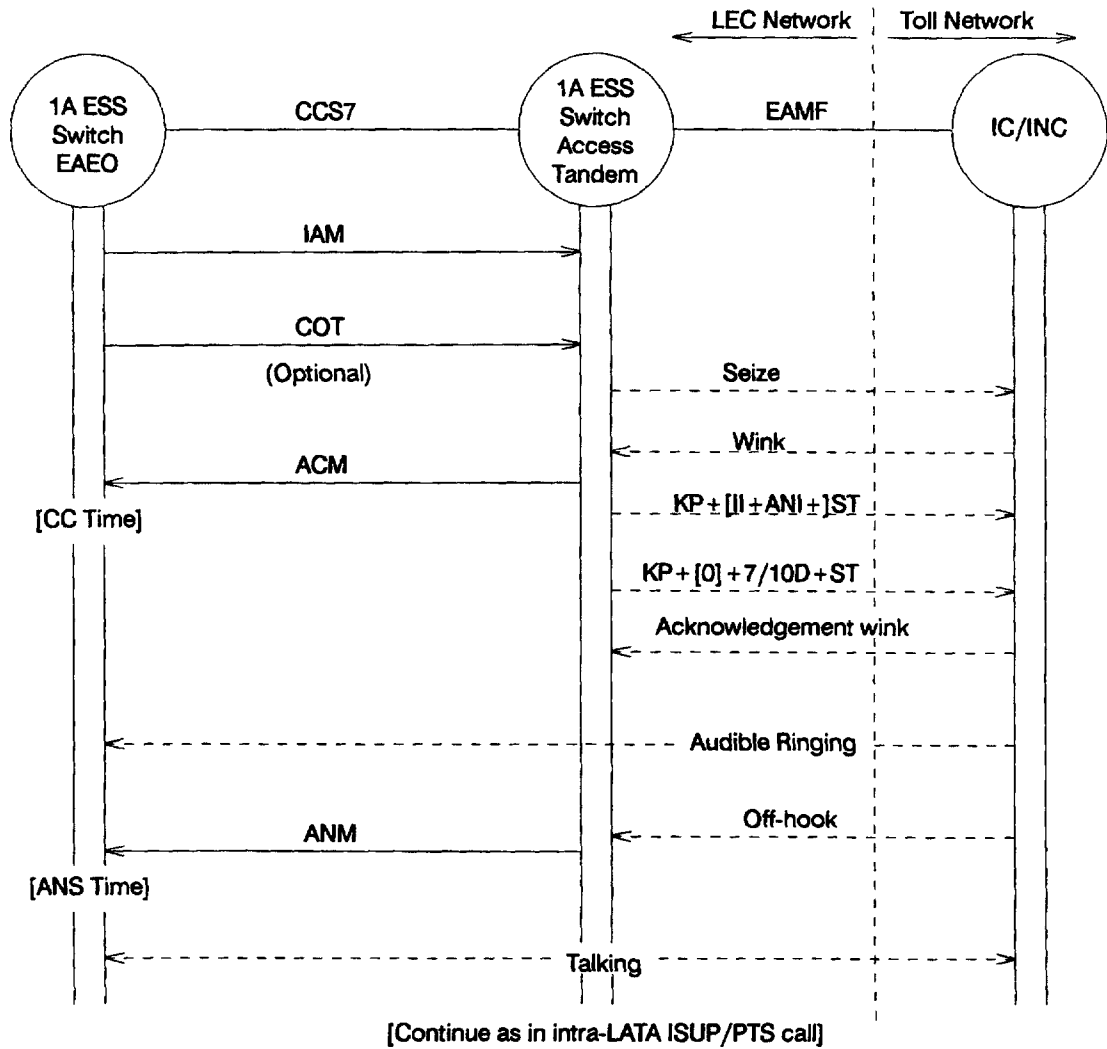 LEC Network
Toll Network
1A ESS
Switch
EAEO
CCS7
1A ESS
Switch
Access
Tandem
EAMF
IC/INC
IAM
COT
(Optional)
Seize
Wink
ACM
[CC Time]
KP+[II+ANI+]ST
KP+[0]+7/10D+ST
Acknowledgement wink
Audible Ringing
Off-hook
ANM
[ANS Time]
Talking
[Continue as in intra-LATA ISUP/PTS call]